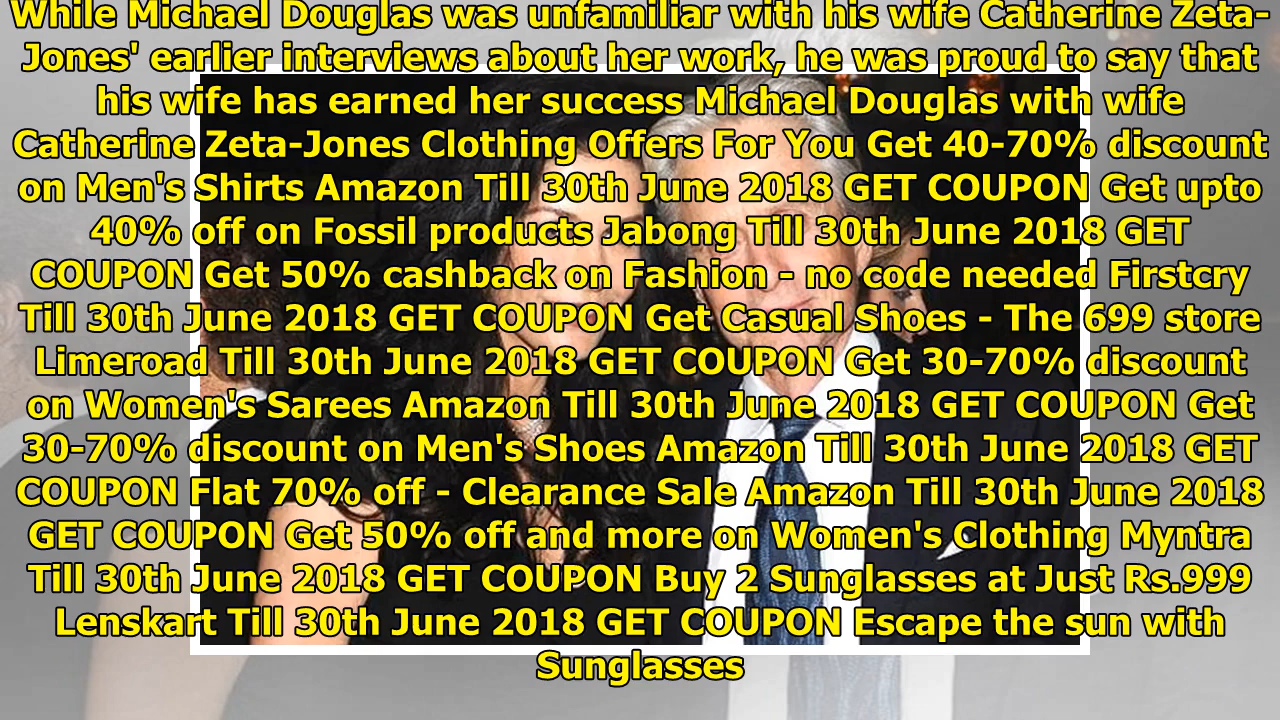 While Michael Douglas was unfamiliar with his wife Catherine Zeta-
Jones' earlier interviews about her work, he was proud to say that
his wife has earned her success Michael Douglas with wife
Catherine Zeta-Jones Clothing Offers For You Get 40-70% discount
on Men's Shirts Amazon Till 30th June 2018 GET COUPON Get upto
40% off on Fossil products Jabong Till 30th June 2018 GET
COUPON Get 50% cashback on Fashion - no code needed Firstcry
Till 30th June 2018 GET COUPON Get Casual Shoes - The 699 store
Limeroad Till 30th June 2018 GET COUPON Get 30-70% discount
on Women's Sarees Amazon Till 30th June 2018 GET COUPON Get
30-70% discount on Men's Shoes Amazon Till 30th June 2018 GET
COUPON Flat 70% off - Clearance Sale Amazon Till 30th June 2018
GET COUPON Get 50% off and more on Women's Clothing Myntra
Till 30th June 2018 GET COUPON Buy 2 Sunglasses at Just Rs.999
Lenskart Till 30th June 2018 GET COUPON Escape the sun with
Sunglasses